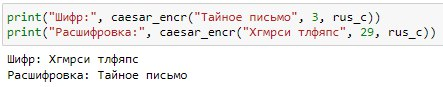 print("Шифр:", caesar_encr("Тайное письмо", 3, rus_c))
print("Расшифровка:", caesar_encr("Хгмрси тлфяпс", 29, rus_c))
Шифр: Хгмрси тлфяпс
Расшифровка: Тайное письмо